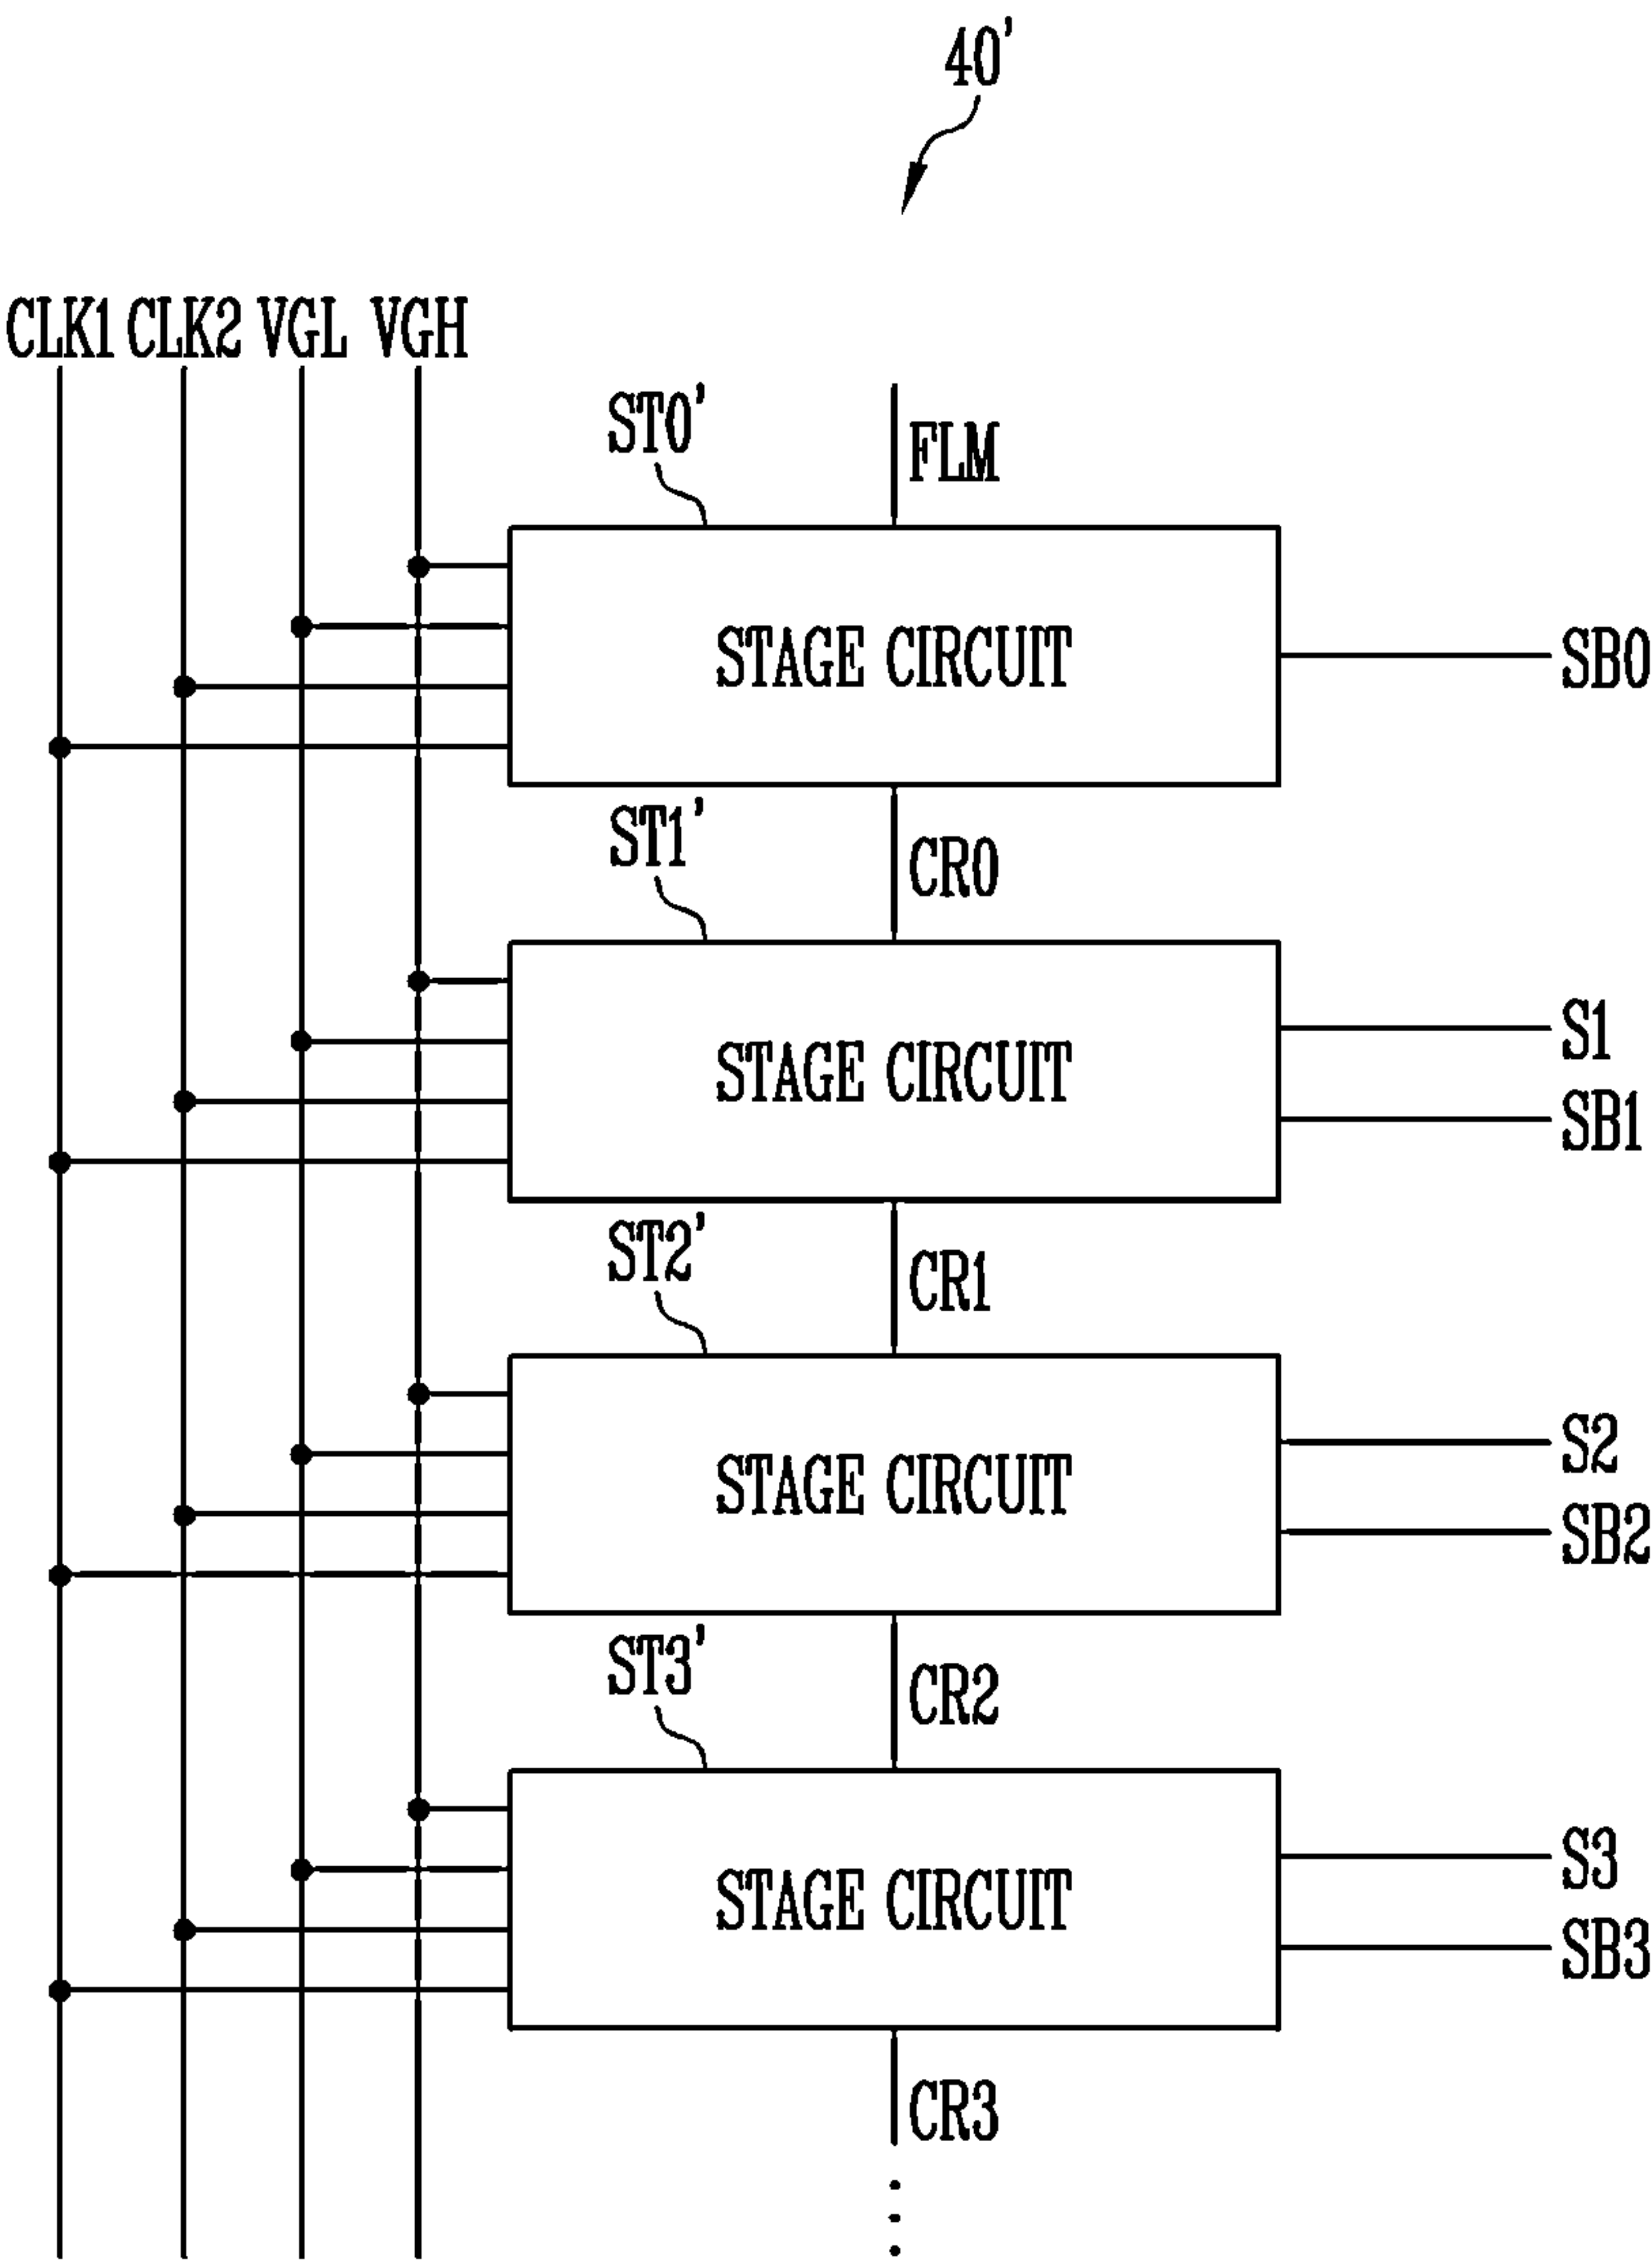 40'
CLK1 CLK2 VGL VGH
ST0'
FLM
STAGE CIRCUIT
SB0
ST1'
CR0
STAGE CIRCUIT
S1
SB1
ST2'
CR1
STAGE CIRCUIT
S2
SB2
ST3'
CR2
STAGE CIRCUIT
S3
SB3
CR3